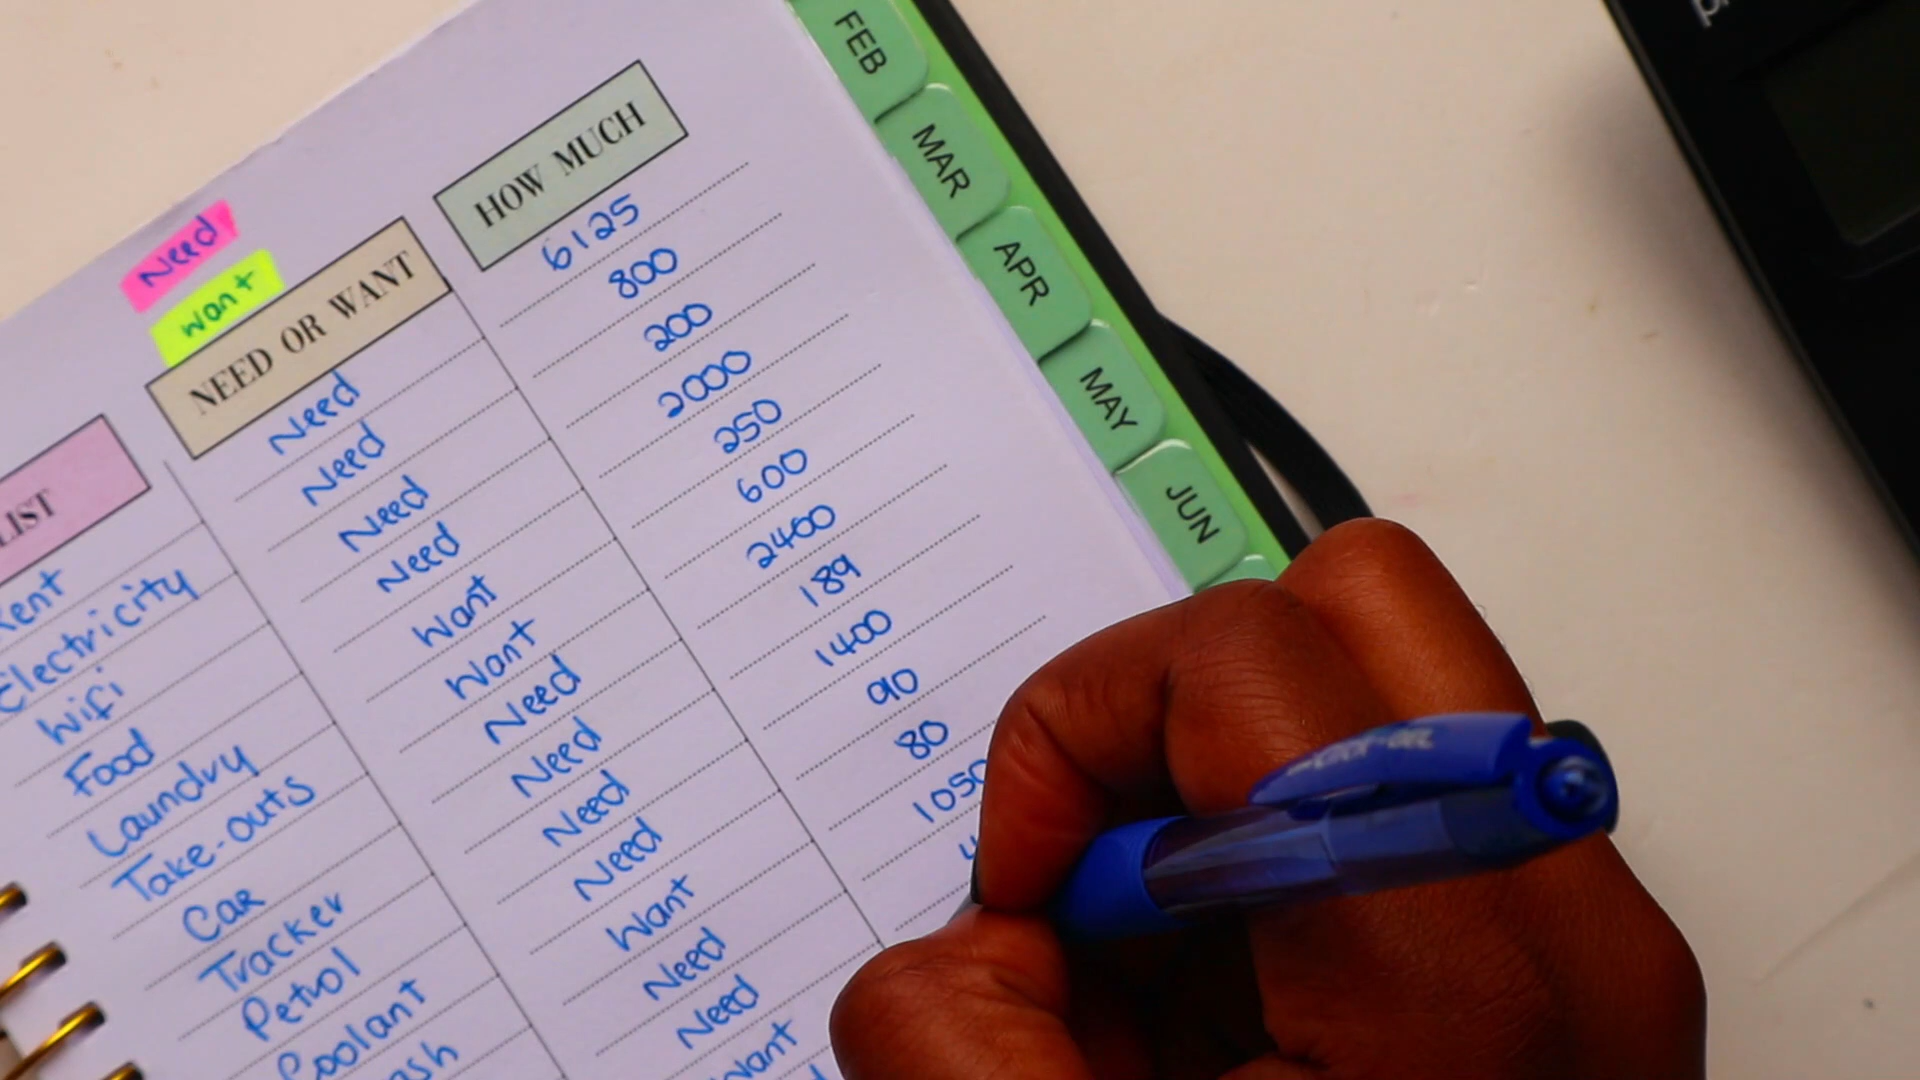 Need
Want
LIST NEED OR WANT HOW MUCH
Rent Need 6125
Electricity Need 800
Wifi Need 200
Food Need 2000
Laundry Want 250
Take-outs Want 600
Car Need 2400
Tracker Need 189
Petrol Need 1400
Coolant Need 90
Want 80
Need 1050
Need
Want
FEB
MAR
APR
MAY
JUN